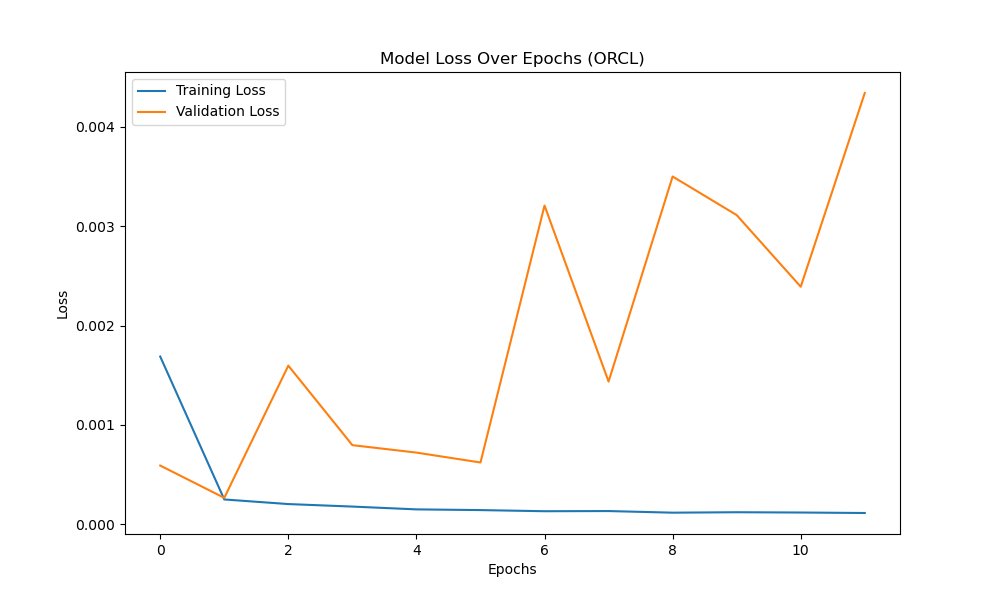 Model Loss Over Epochs (ORCL)
Training Loss
Validation Loss
0.004
0.003
0.002
0.001
0.000
Loss
0 2 4 6 8 10
Epochs